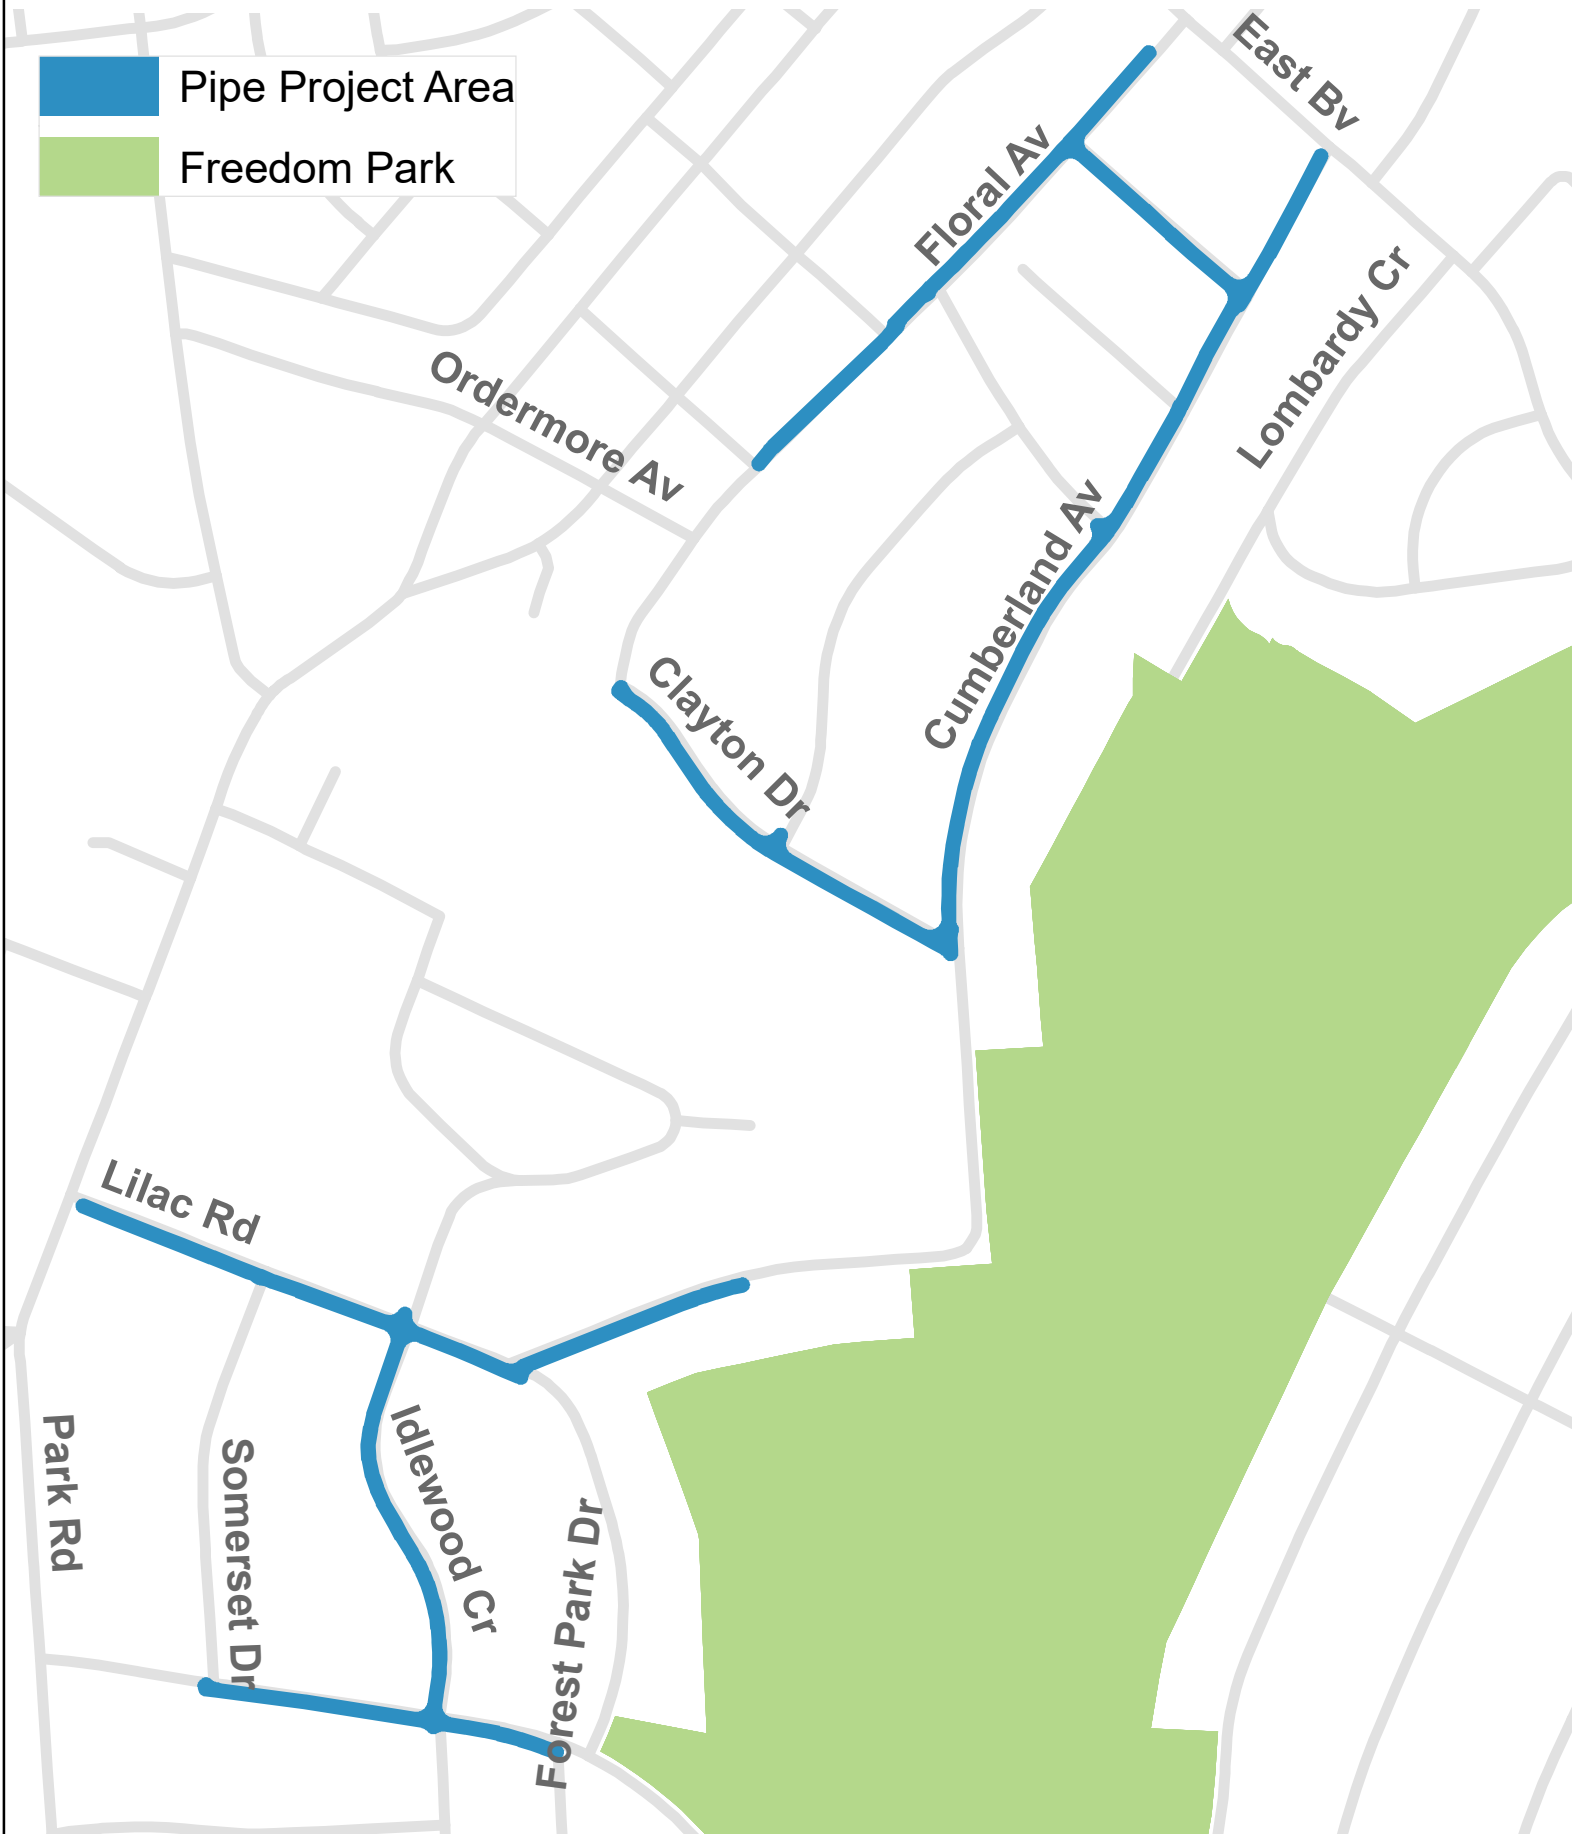 Pipe Project Area
Freedom Park
East Bv
Floral Av
Lombardy Cr
Ordermore Av
Cumberland Av
Clayton Dr
Lilac Rd
Idlewood Cr
Park Rd
Somerset Dr
Forest Park Dr